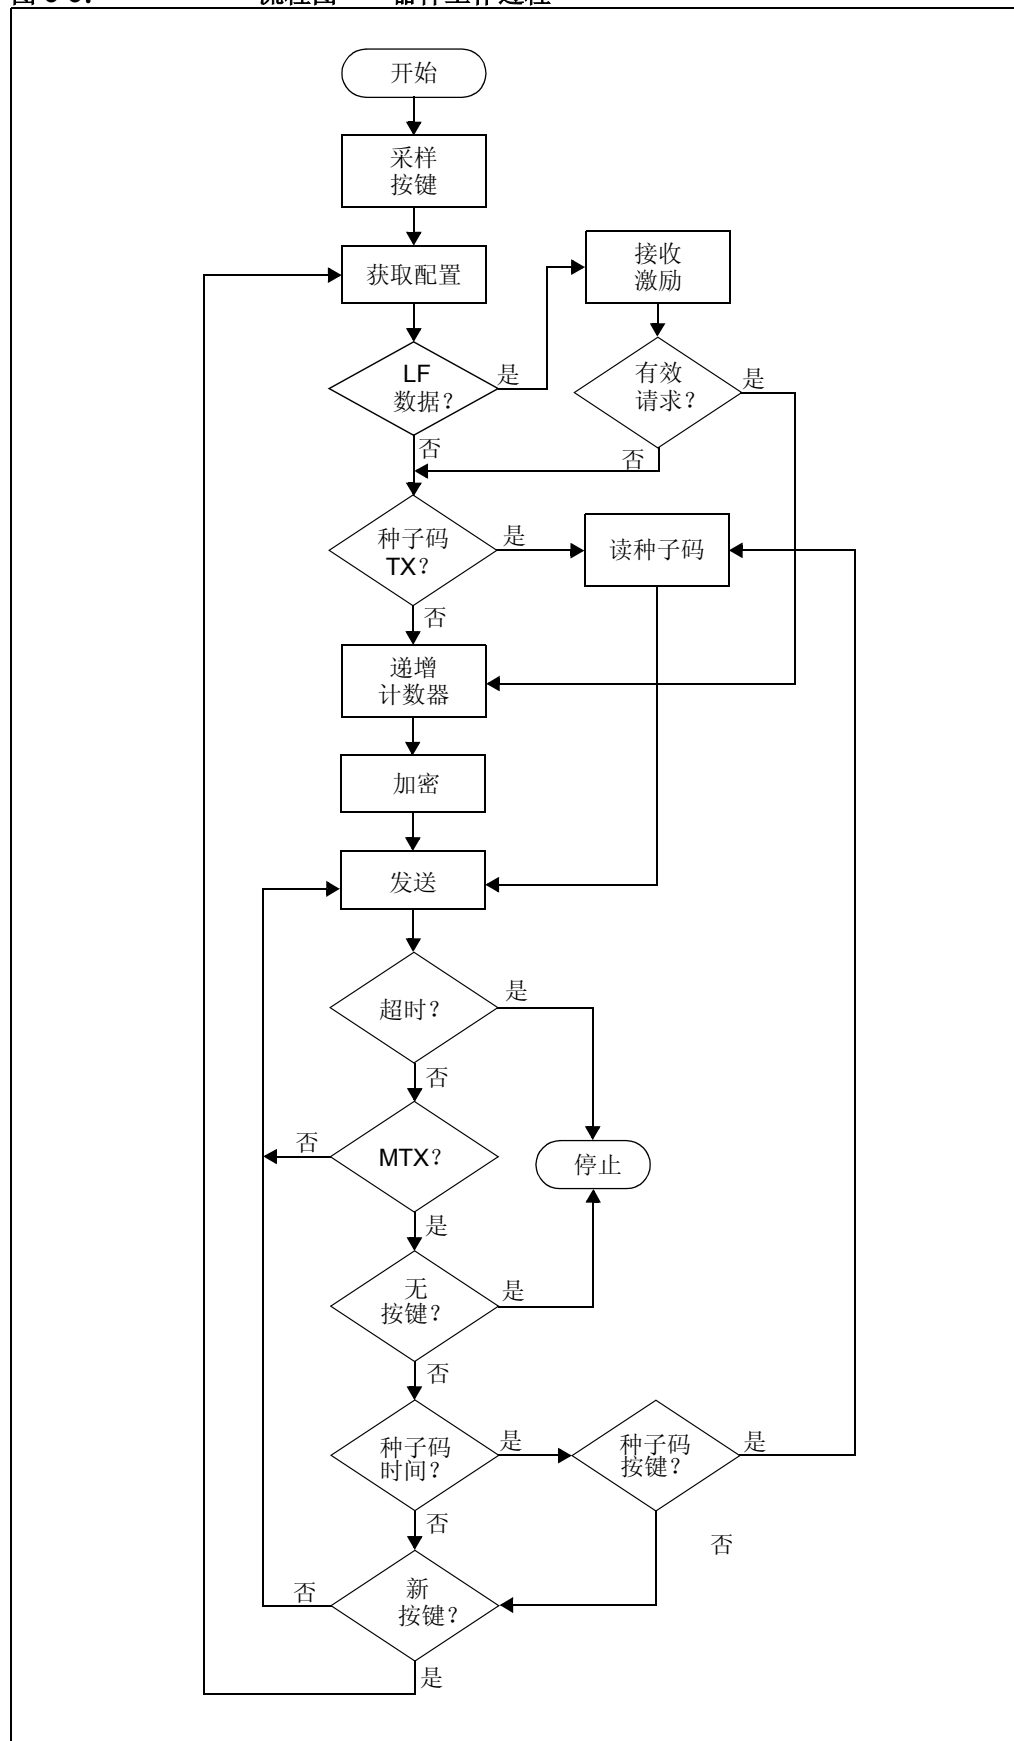 开始
采样
按键
获取配置
接收
激励
LF
数据？
是
有效
请求？
是
否
否
种子码
TX？
是
读种子码
否
递增
计数器
加密
发送
超时？
是
否
否
MTX？
停止
是
无
按键？
是
否
种子码
时间？
是
种子码
按键？
是
否
否
否
新
按键？
是